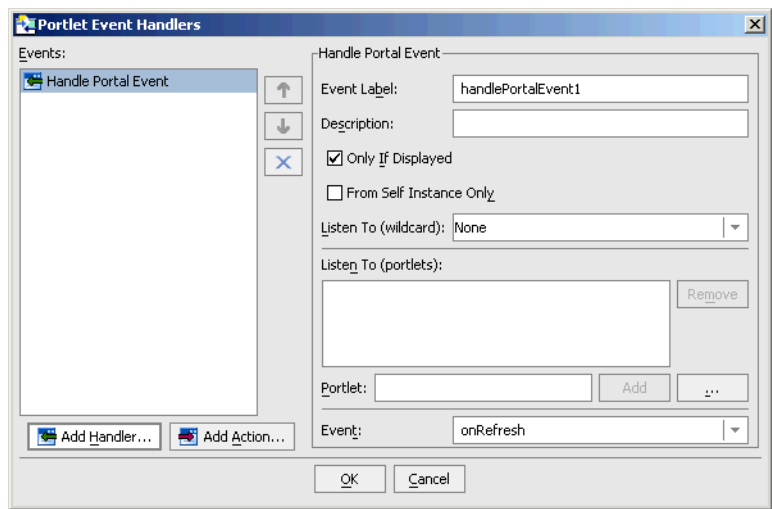 Portlet Event Handlers
Events:
Handle Portal Event
Add Handler...
Add Action...
Handle Portal Event
Event Label: handlePortalEvent1
Description:
Only If Displayed
From Self Instance Only
Listen To (wildcard): None
Listen To (portlets):
Remove
Portlet: Add ...
Event: onRefresh
OK Cancel